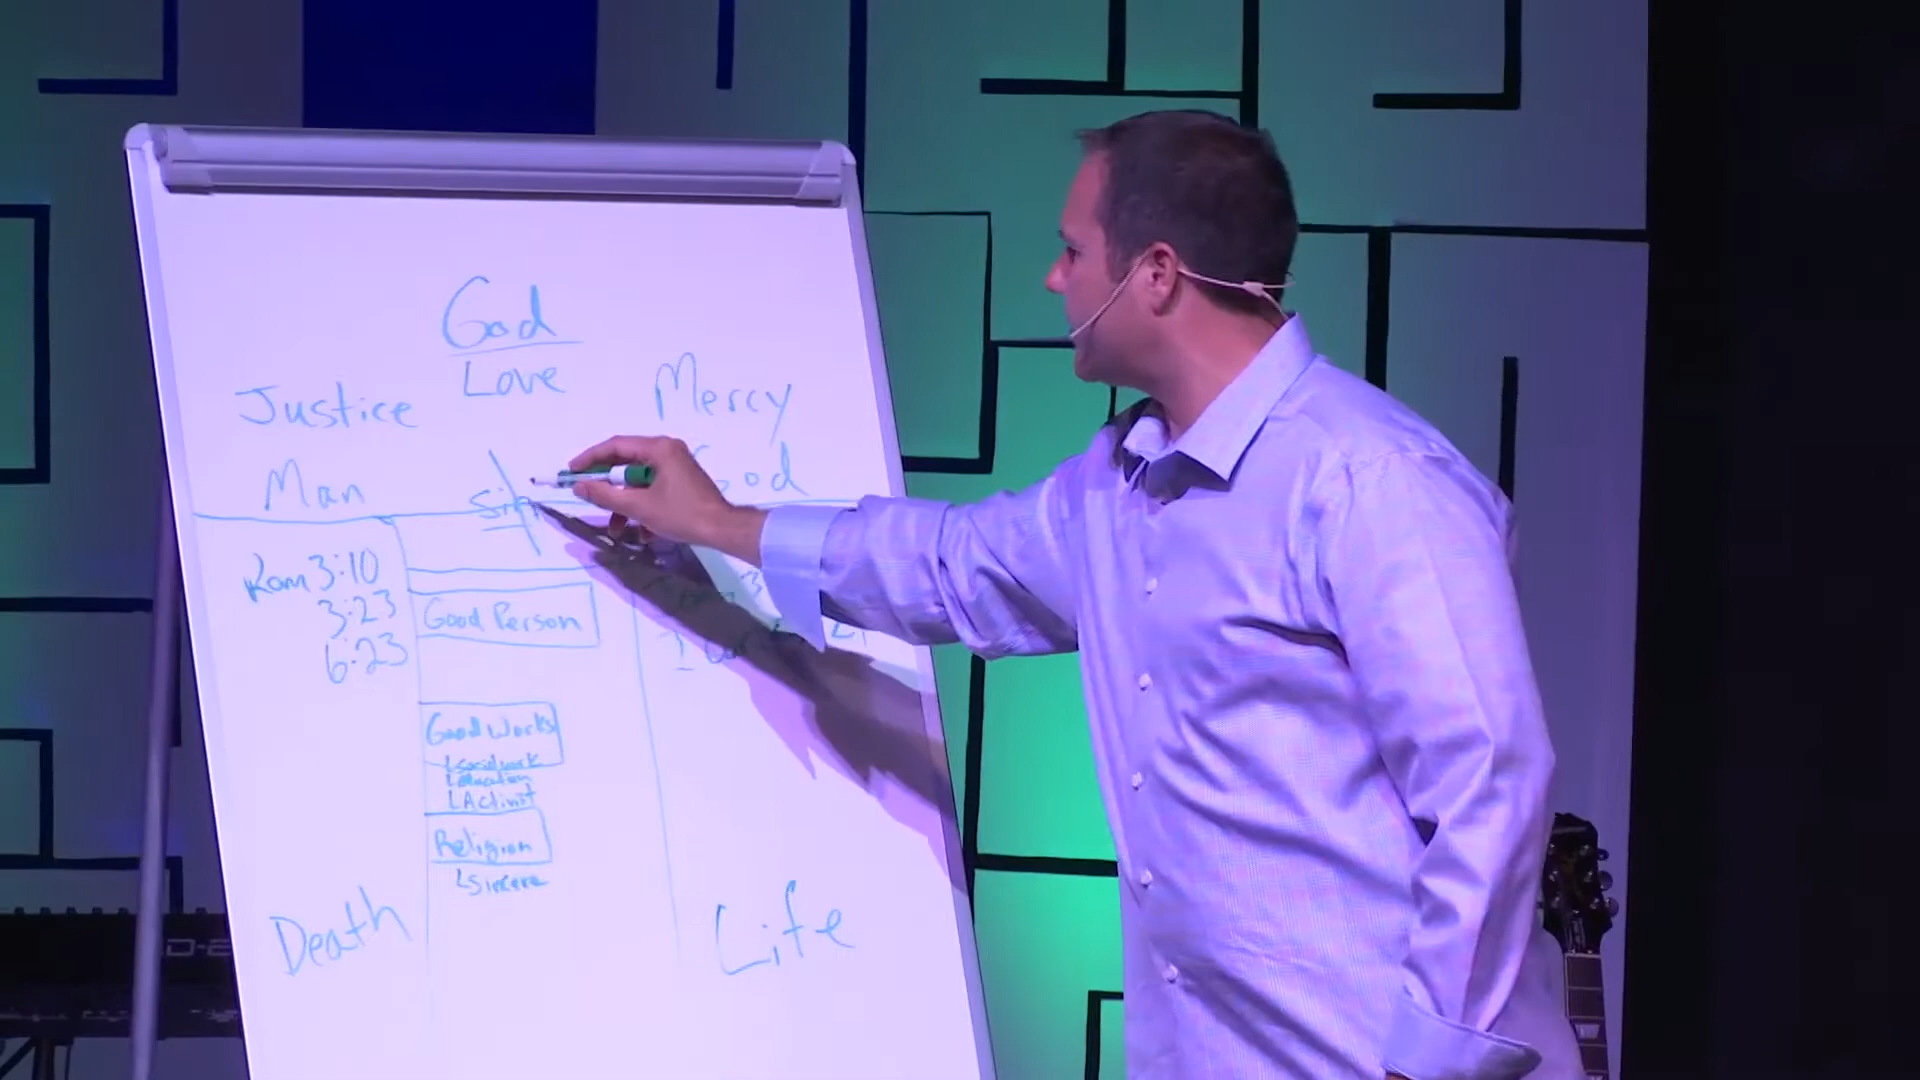 God
Love
Justice
Mercy
Man
God
Sin
Rom 3:10
3:23
6:23
Good Person
Good Works
Religion
Sincere
Death
Life